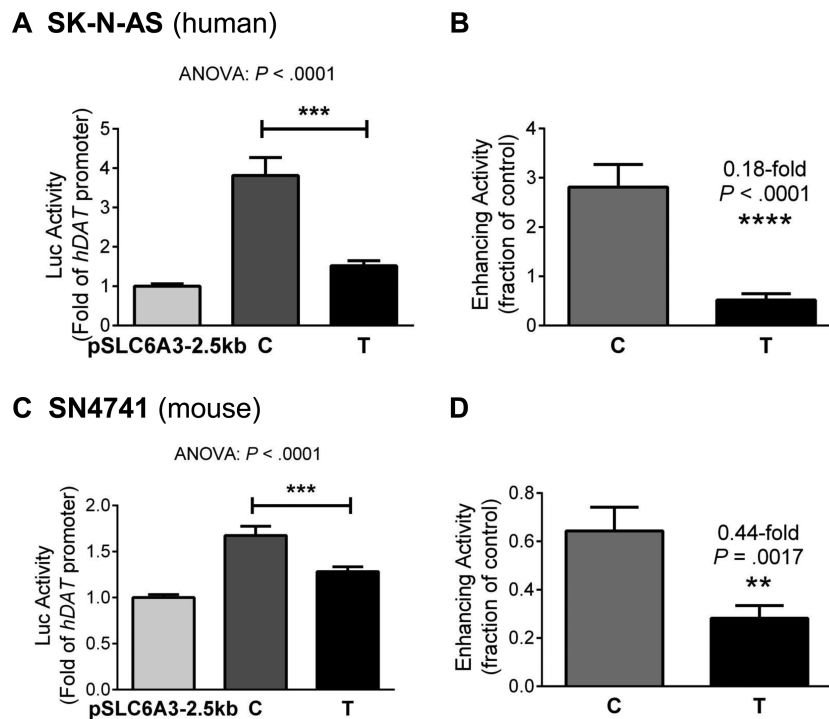 A SK-N-AS (human)
ANOVA: P < .0001
***
Luc Activity
(Fold of hDAT promoter)
5
4
3
2
1
0
pSLC6A3-2.5kb C T
B
Enhancing Activity
(fraction of control)
4
3
2
1
0
0.18-fold
P < .0001
****
C T
C SN4741 (mouse)
ANOVA: P < .0001
***
Luc Activity
(Fold of hDAT promoter)
2.0
1.5
1.0
0.5
0.0
pSLC6A3-2.5kb C T
D
Enhancing Activity
(fraction of control)
0.8
0.6
0.4
0.2
0.0
0.44-fold
P = .0017
**
C T